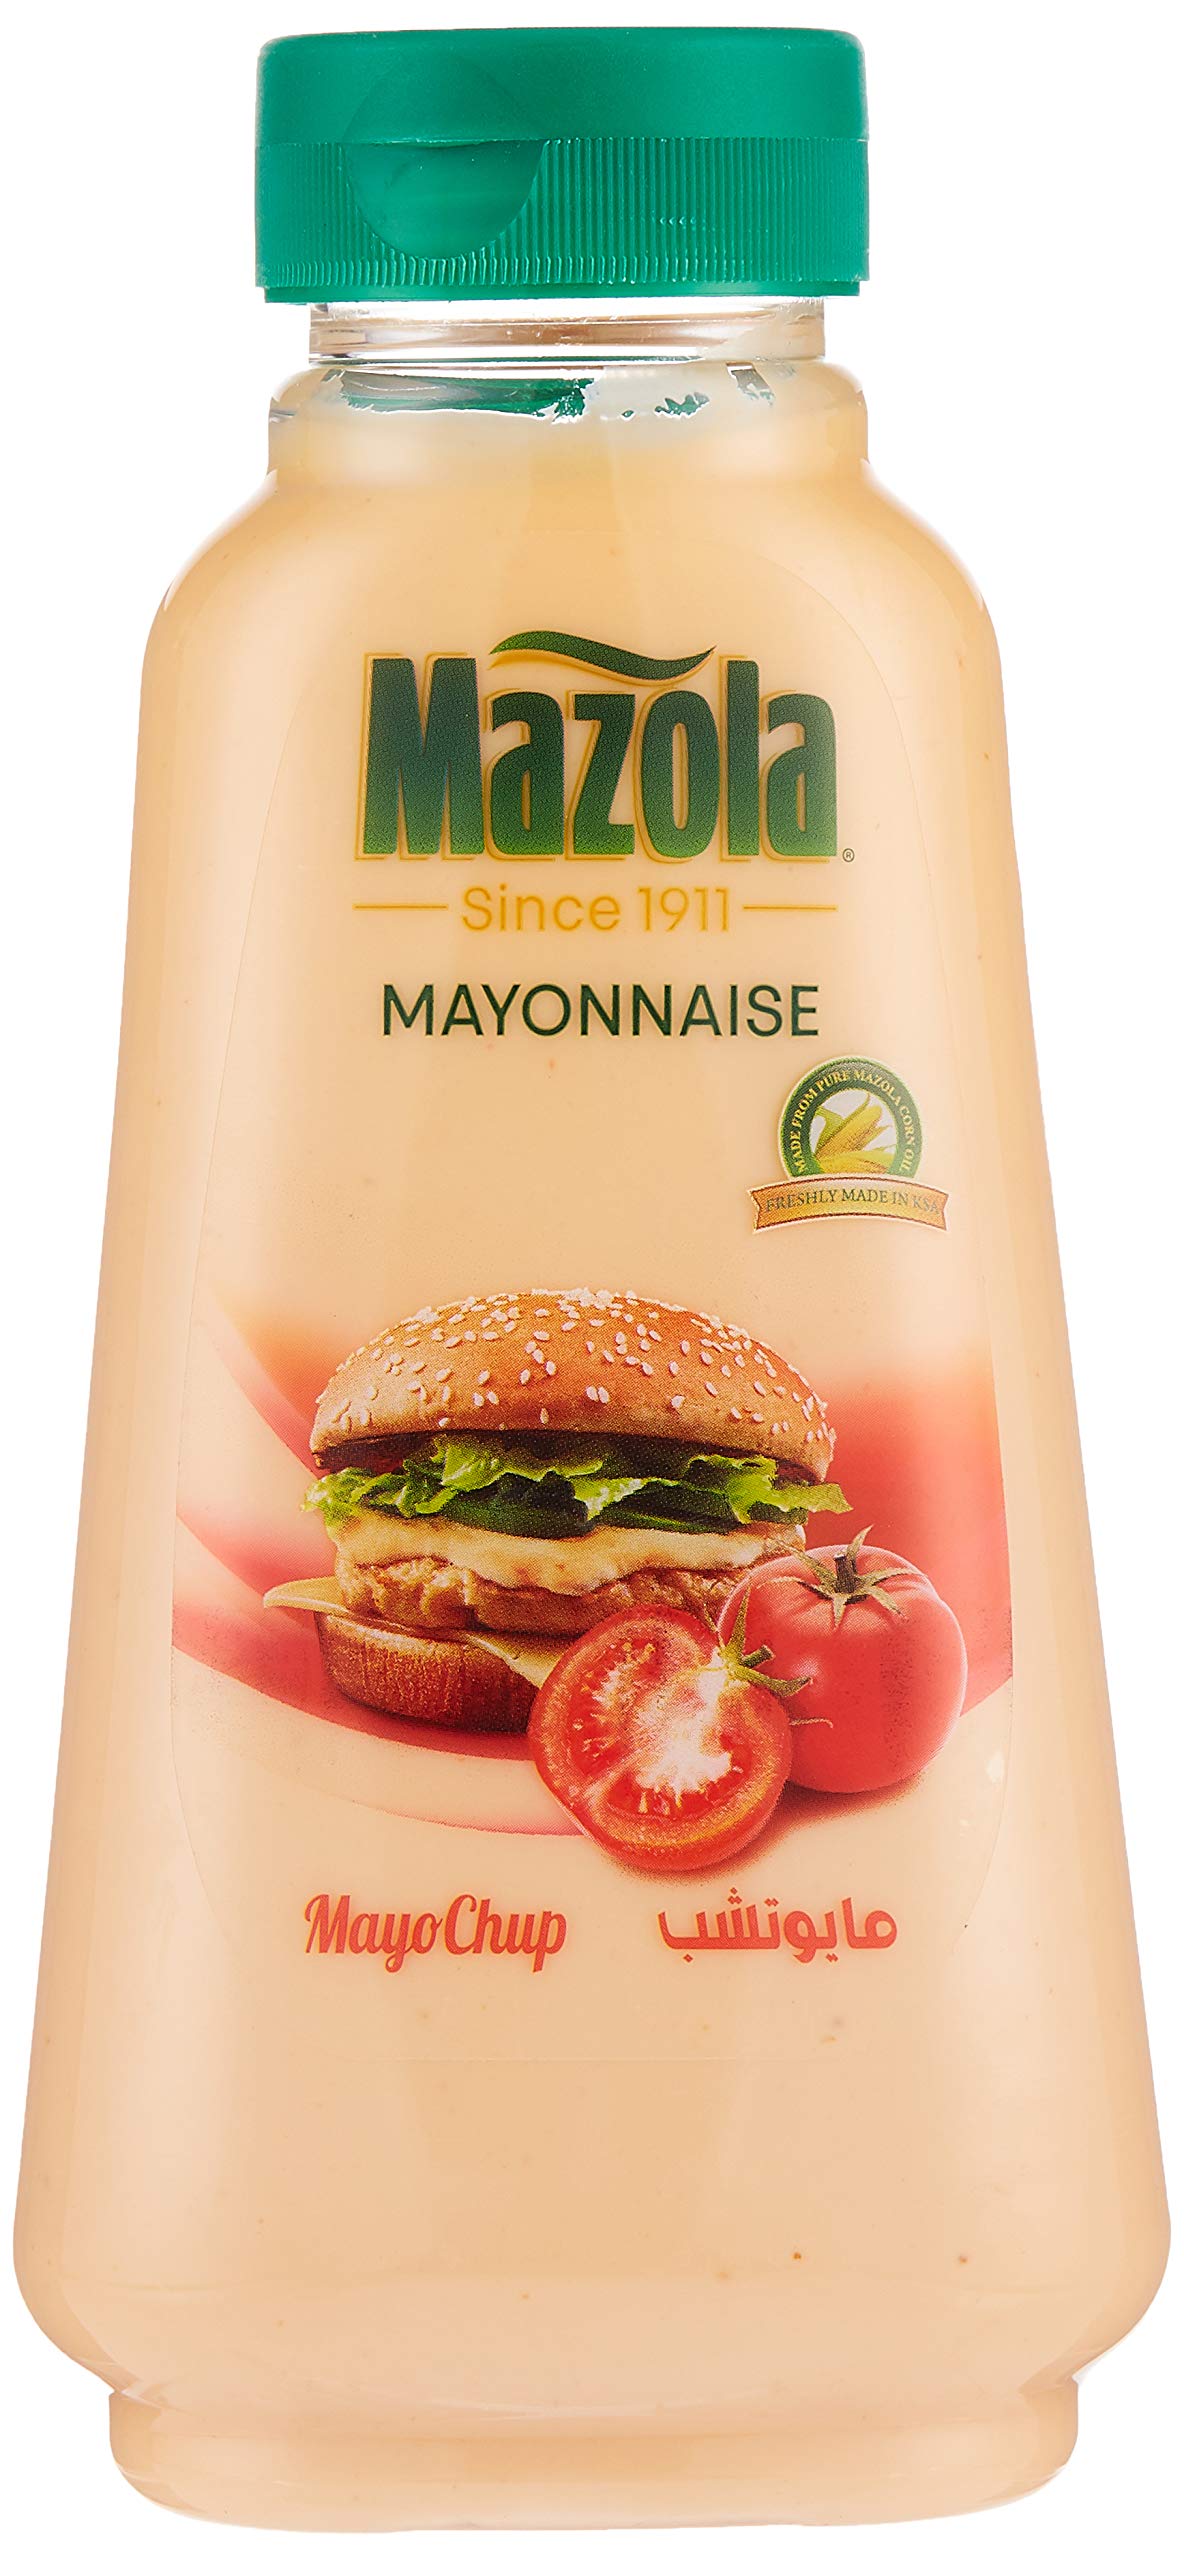 Mazola®
Since 1911
MAYONNAISE
MADE FROM PURE MAZOLA CORN OIL
FRESHLY MADE IN KSA
MayoChup مايوتشب